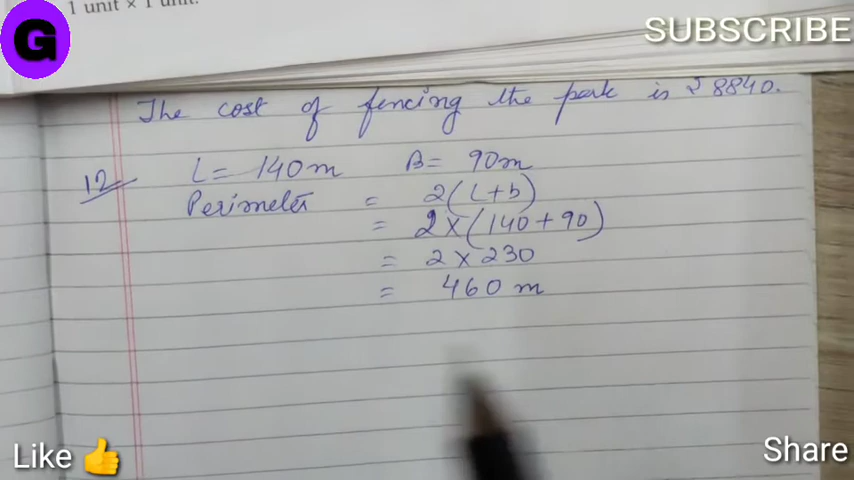 1 unit × 1 unit.
SUBSCRIBE
G
The cost of fencing the park is ₹ 8840.
12 L = 140 m B = 90m
Perimeter = 2(L+b)
= 2×(140+90)
= 2×230
= 460 m
Like 👍
Share